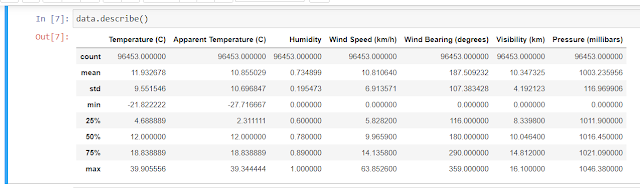 In [7]: data.describe()
Out[7]:
Temperature (C) Apparent Temperature (C) Humidity Wind Speed (km/h) Wind Bearing (degrees) Visibility (km) Pressure (millibars)
count 96453.000000 96453.000000 96453.000000 96453.000000 96453.000000 96453.000000 96453.000000
mean 11.932678 10.855029 0.734899 10.810640 187.509232 10.347325 1003.235956
std 9.551546 10.696847 0.195473 6.913571 107.383428 4.192123 116.969906
min -21.822222 -27.716667 0.000000 0.000000 0.000000 0.000000 0.000000
25% 4.688889 2.311111 0.600000 5.828200 116.000000 8.339800 1011.900000
50% 12.000000 12.000000 0.780000 9.965900 180.000000 10.046400 1016.450000
75% 18.838889 18.838889 0.890000 14.135800 290.000000 14.812000 1021.090000
max 39.905556 39.344444 1.000000 63.852600 359.000000 16.100000 1046.380000